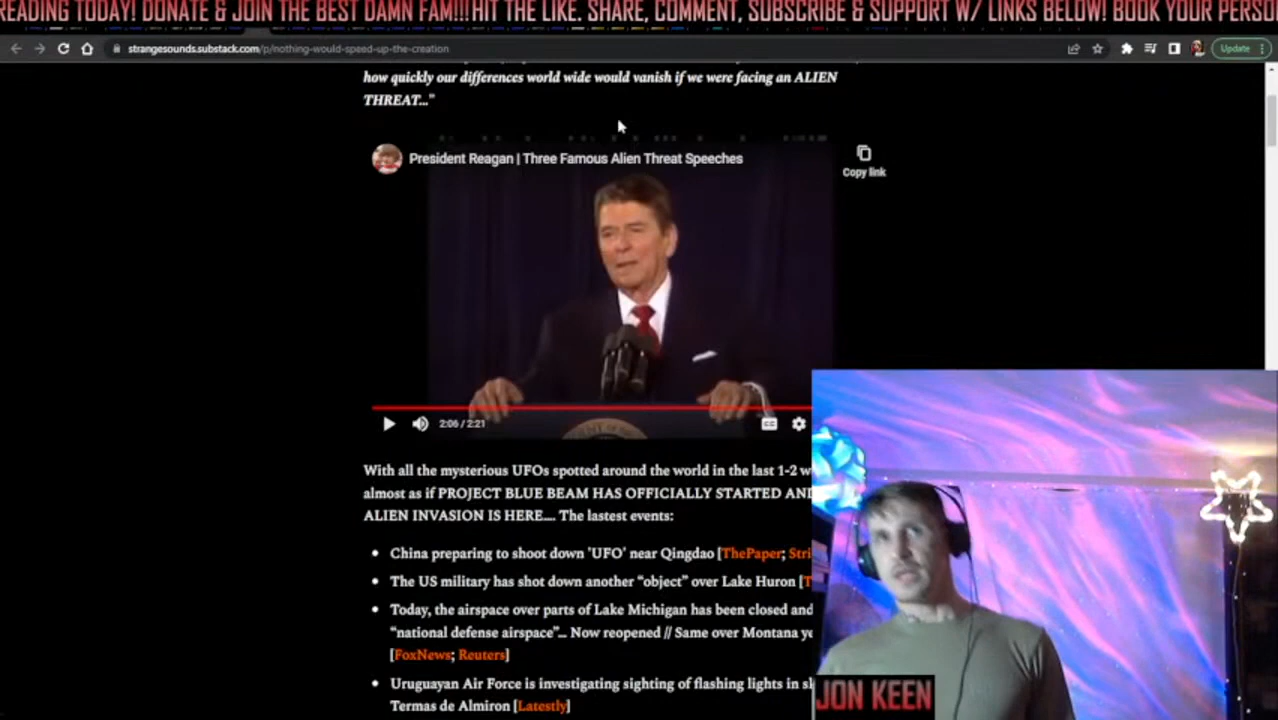 READING TODAY! DONATE & JOIN THE BEST DAMN FAM!!! HIT THE LIKE. SHARE, COMMENT, SUBSCRIBE & SUPPORT W/ LINKS BELOW! BOOK YOUR PERSO
strangesounds.substack.com/p/nothing-would-speed-up-the-creation
Update
how quickly our differences world wide would vanish if we were facing an ALIEN
THREAT..."
President Reagan | Three Famous Alien Threat Speeches
Copy link
2:06 / 2:21
CC
With all the mysterious UFOs spotted around the world in the last 1-2 w
almost as if PROJECT BLUE BEAM HAS OFFICIALLY STARTED AND
ALIEN INVASION IS HERE.... The lastest events:
• China preparing to shoot down 'UFO' near Qingdao [ThePaper; Stri
• The US military has shot down another “object” over Lake Huron [T
• Today, the airspace over parts of Lake Michigan has been closed and
“national defense airspace”... Now reopened // Same over Montana ye
[FoxNews; Reuters]
• Uruguayan Air Force is investigating sighting of flashing lights in sk
Termas de Almiron [Latestly]
JON KEEN